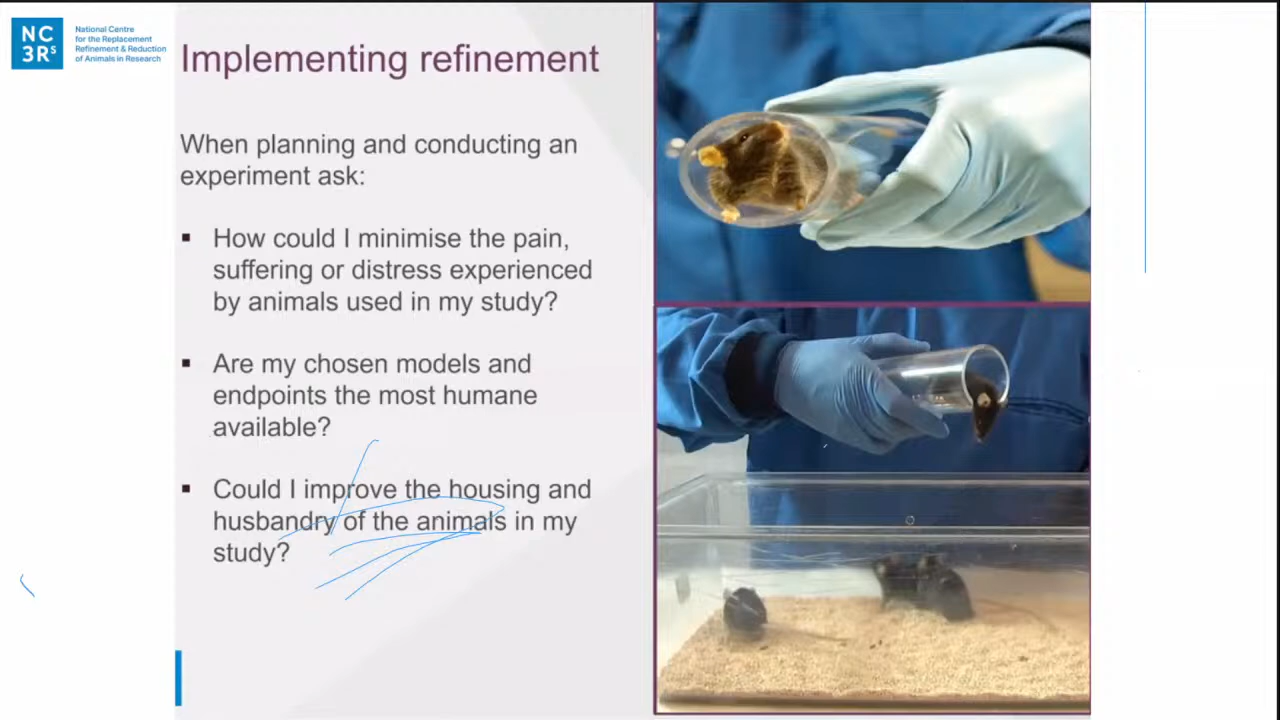 NC
3Rs
National Centre
for the Replacement
Refinement & Reduction
of Animals in Research
Implementing refinement
When planning and conducting an
experiment ask:
▪ How could I minimise the pain,
suffering or distress experienced
by animals used in my study?
▪ Are my chosen models and
endpoints the most humane
available?
▪ Could I improve the housing and
husbandry of the animals in my
study?